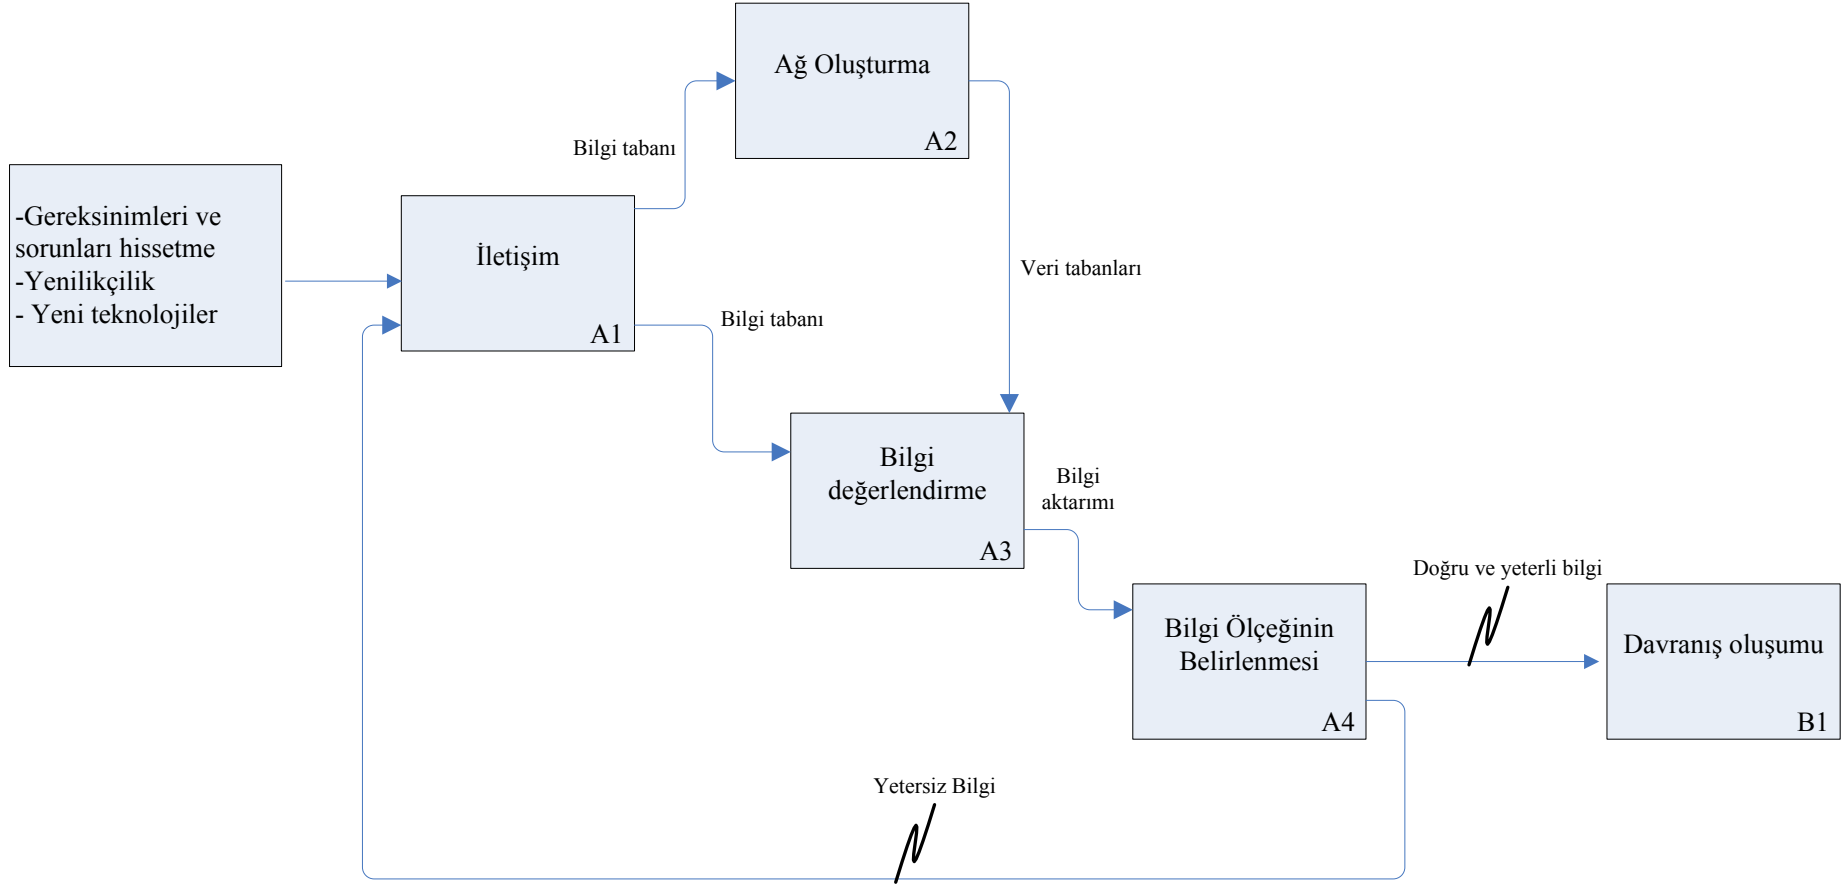 Ağ Oluşturma
A2
Bilgi tabanı
-Gereksinimleri ve
sorunları hissetme
-Yenilikçilik
- Yeni teknolojiler
İletişim
A1
Bilgi tabanı
Veri tabanları
Bilgi
değerlendirme
A3
Bilgi
aktarımı
Bilgi Ölçeğinin
Belirlenmesi
A4
Doğru ve yeterli bilgi
Davranış oluşumu
B1
Yetersiz Bilgi